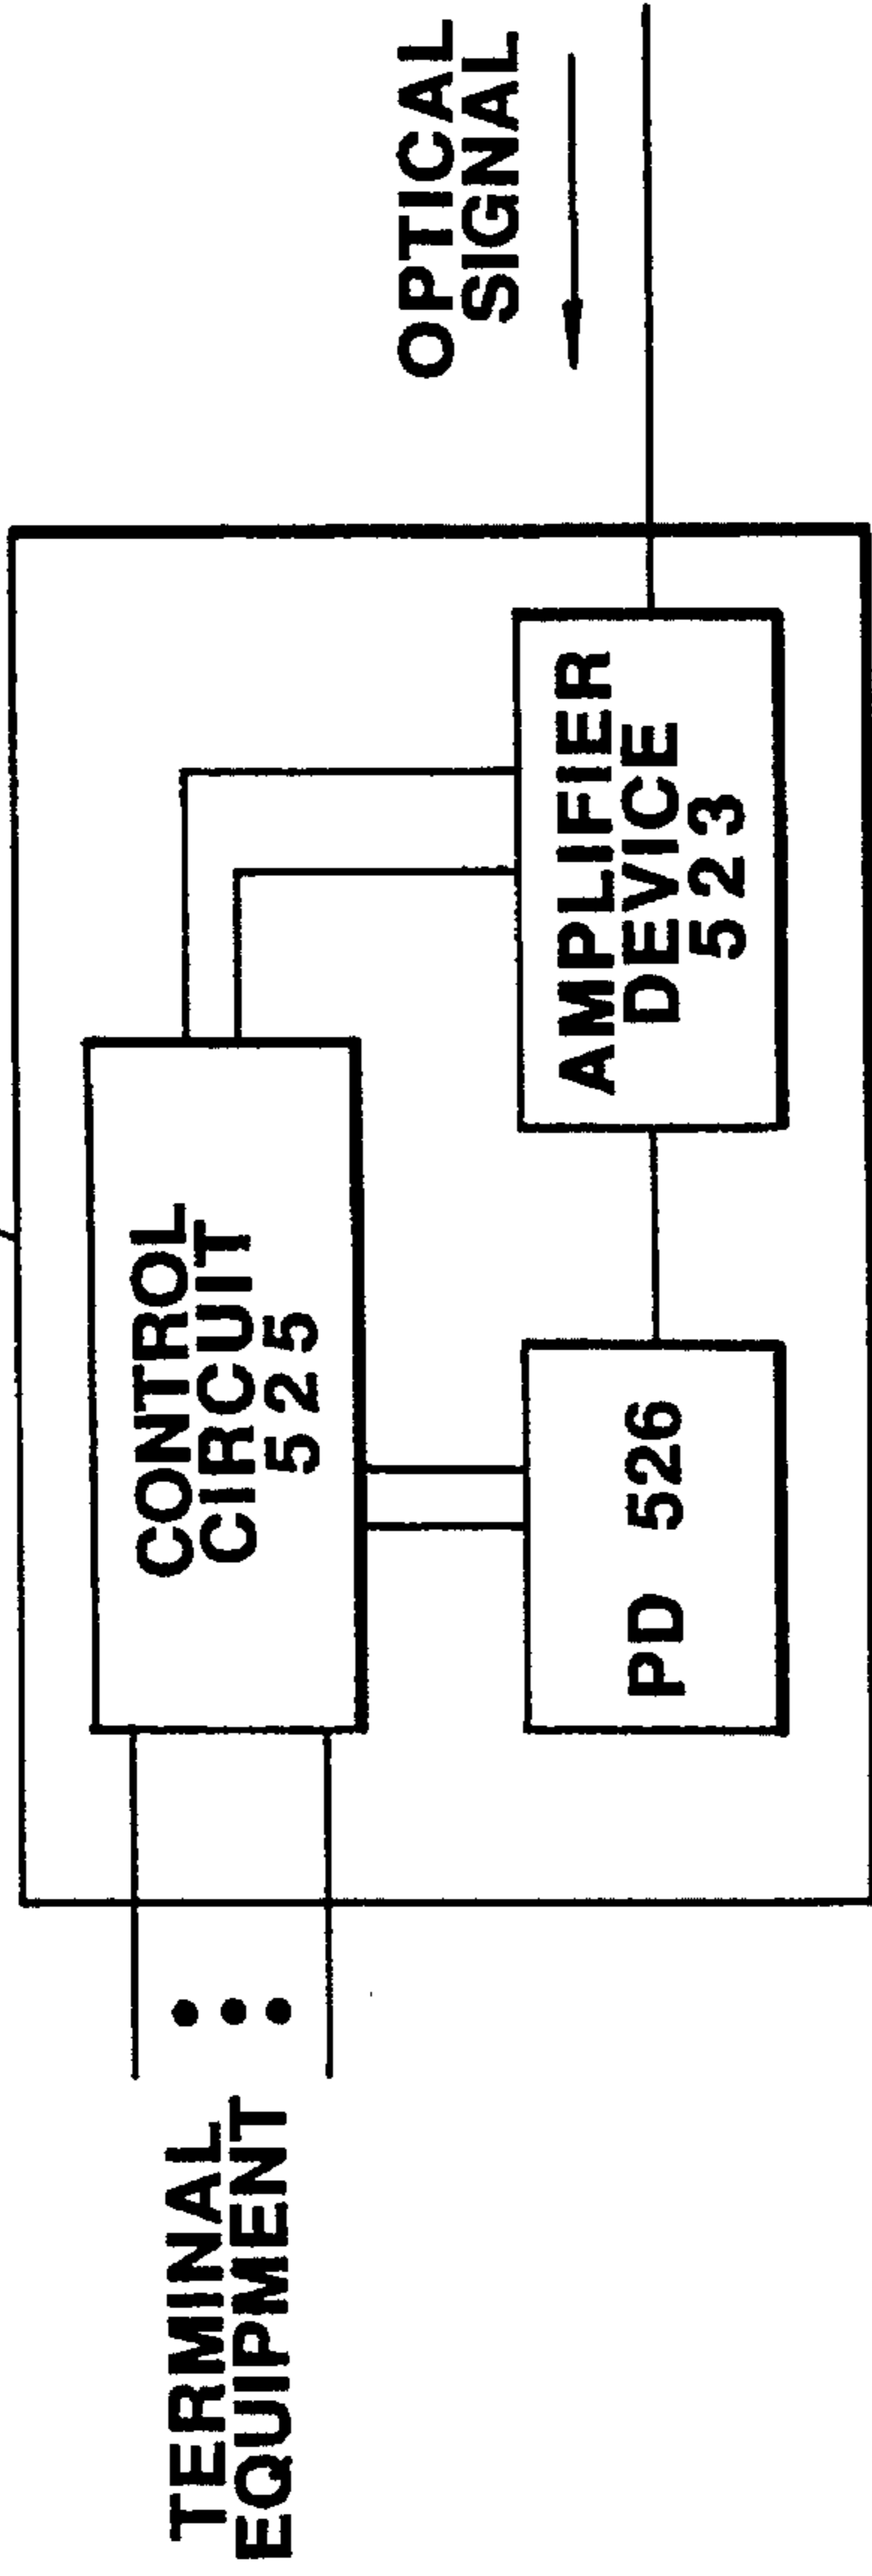 TERMINAL
EQUIPMENT
CONTROL
CIRCUIT
525
PD 526
AMPLIFIER
DEVICE
523
OPTICAL
SIGNAL